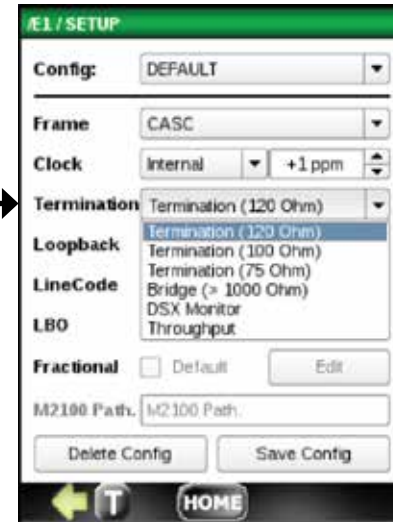 Æ1 / SETUP
Config: DEFAULT
Frame CASC
Clock Internal +1 ppm
Termination Termination (120 Ohm)
Termination (120 Ohm)
Loopback Termination (100 Ohm)
Termination (75 Ohm)
LineCode Bridge (> 1000 Ohm)
DSX Monitor
LBO Throughput
Fractional Default Edit
M2100 Path. M2100 Path.
Delete Config Save Config
T HOME